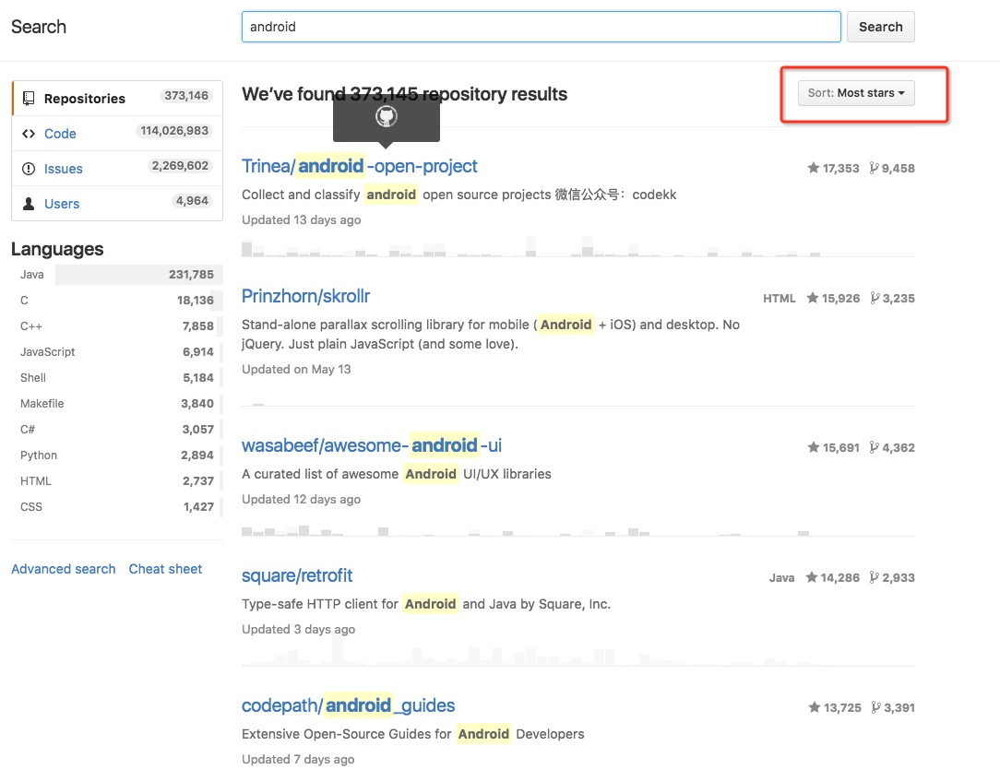 Search
android
Search
Repositories 373,146
Code 114,026,983
Issues 2,269,602
Users 4,964
Languages
Java 231,785
C 18,136
C++ 7,858
JavaScript 6,914
Shell 5,184
Makefile 3,840
C# 3,057
Python 2,894
HTML 2,737
CSS 1,427
Advanced search Cheat sheet
We’ve found 373,145 repository results
Sort: Most stars
Trinea/android-open-project
17,353 9,458
Collect and classify android open source projects 微信公众号：codekk
Updated 13 days ago
Prinzhorn/skrollr
HTML 15,926 3,235
Stand-alone parallax scrolling library for mobile (Android + iOS) and desktop. No
jQuery. Just plain JavaScript (and some love).
Updated on May 13
wasabeef/awesome-android-ui
15,691 4,362
A curated list of awesome Android UI/UX libraries
Updated 12 days ago
square/retrofit
Java 14,286 2,933
Type-safe HTTP client for Android and Java by Square, Inc.
Updated 3 days ago
codepath/android_guides
13,725 3,391
Extensive Open-Source Guides for Android Developers
Updated 7 days ago